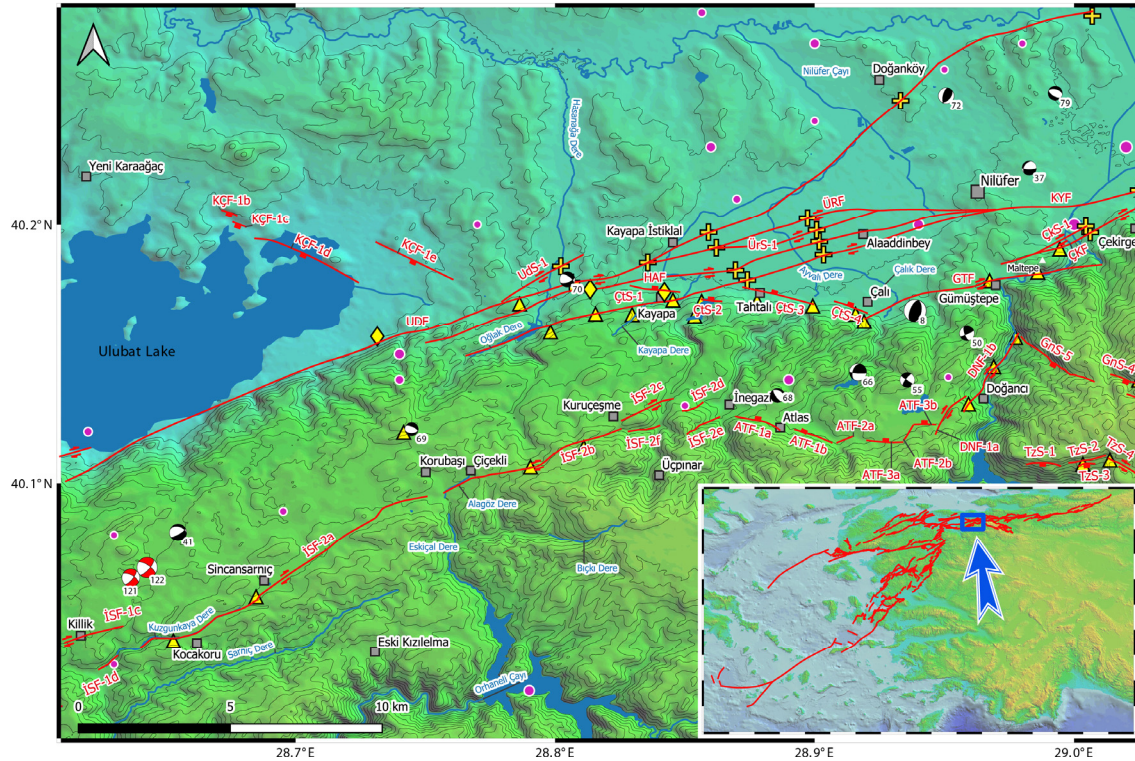 Doğanköy
Nilüfer Çayı
72
79
Hasanağa Dere
Yeni Karaağaç
37
Nilüfer
KÇF-1b
KÇF-1c
ÜRF
KYF
40.2°N
KÇF-1d
KÇF-1e
Kayapa İstiklal
ÜrS-1
Alaaddinbey
ÇkS-1
Çekirge
ÇKF
UdS-1
70
HAF
Ayvalı Dere
Çalık Dere
Maltepe
GTF
Gümüştepe
ÇtS-1
ÇtS-2
Tahtalı
ÇtS-3
Çalı
ÇtS-4
8
UDF
Oğlak Dere
Kayapa
Kayapa Dere
50
Ulubat Lake
DNF-1b
GnS-5
GnS-4
66
55
Doğancı
İSF-2c
İSF-2d
İnegazi
68
ATF-3b
Kuruçeşme
Atlas
69
ATF-1a
ATF-2a
İSF-2f
İSF-2e
ATF-1b
ATF-2b
DNF-1a
İSF-2b
Korubaşı
Çiçekli
Üçpınar
ATF-3a
TzS-1
TzS-2
TzS-3
TzS-4
40.1°N
Alagöz Dere
41
Eskiçal Dere
İSF-2a
Bıçkı Dere
122
121
Sincansarnıç
İSF-1c
Killik
Kuzgunkaya Dere
Kocakoru
Sarnıç Dere
Eski Kızılelma
İSF-1d
Orhaneli Çayı
0
5
10 km
28.7°E
28.8°E
28.9°E
29.0°E